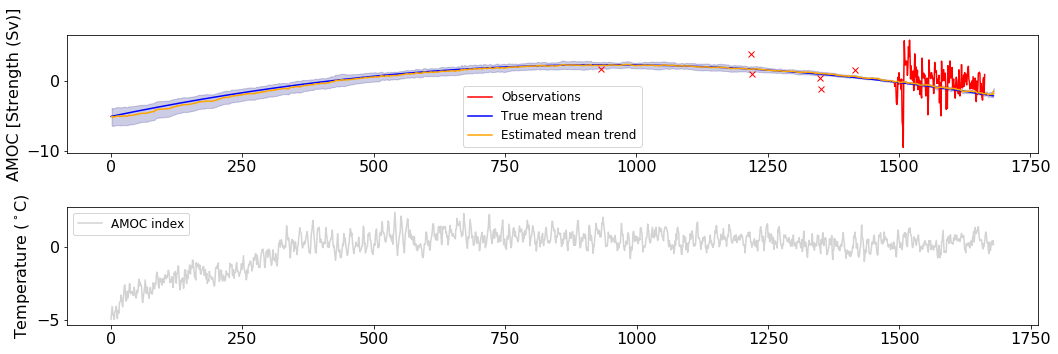 AMOC [Strength (Sv)]
0
−10
Observations
True mean trend
Estimated mean trend
0 250 500 750 1000 1250 1500 1750
Temperature (°C)
0
−5
AMOC index
0 250 500 750 1000 1250 1500 1750